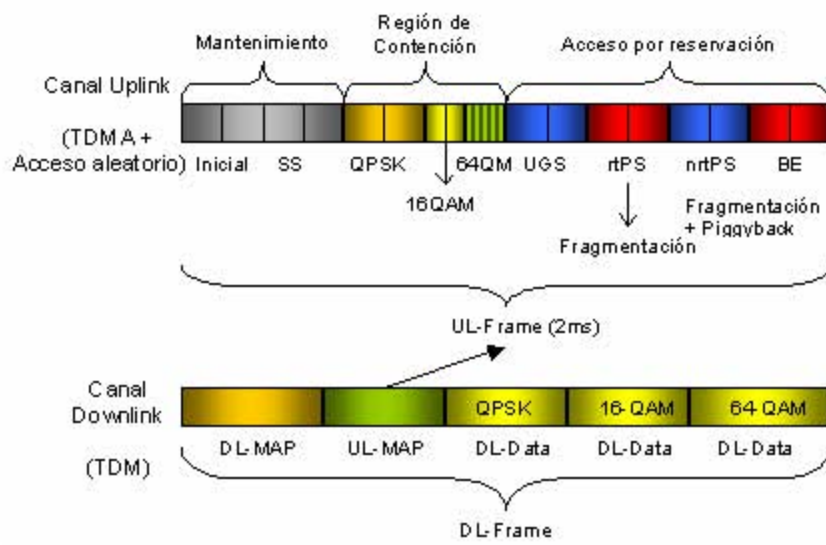 Mantenimiento
Región de
Contención
Acceso por reservación
Canal Uplink
(TDMA +
Acceso aleatorio)
Inicial
SS
QPSK
64QM
UGS
rtPS
nrtPS
BE
16QAM
Fragmentación
Fragmentación
+ Piggyback
UL-Frame (2ms)
Canal
Downlink
(TDM)
QPSK
16-QAM
64-QAM
DL-MAP
UL-MAP
DL-Data
DL-Data
DL-Data
DL-Frame